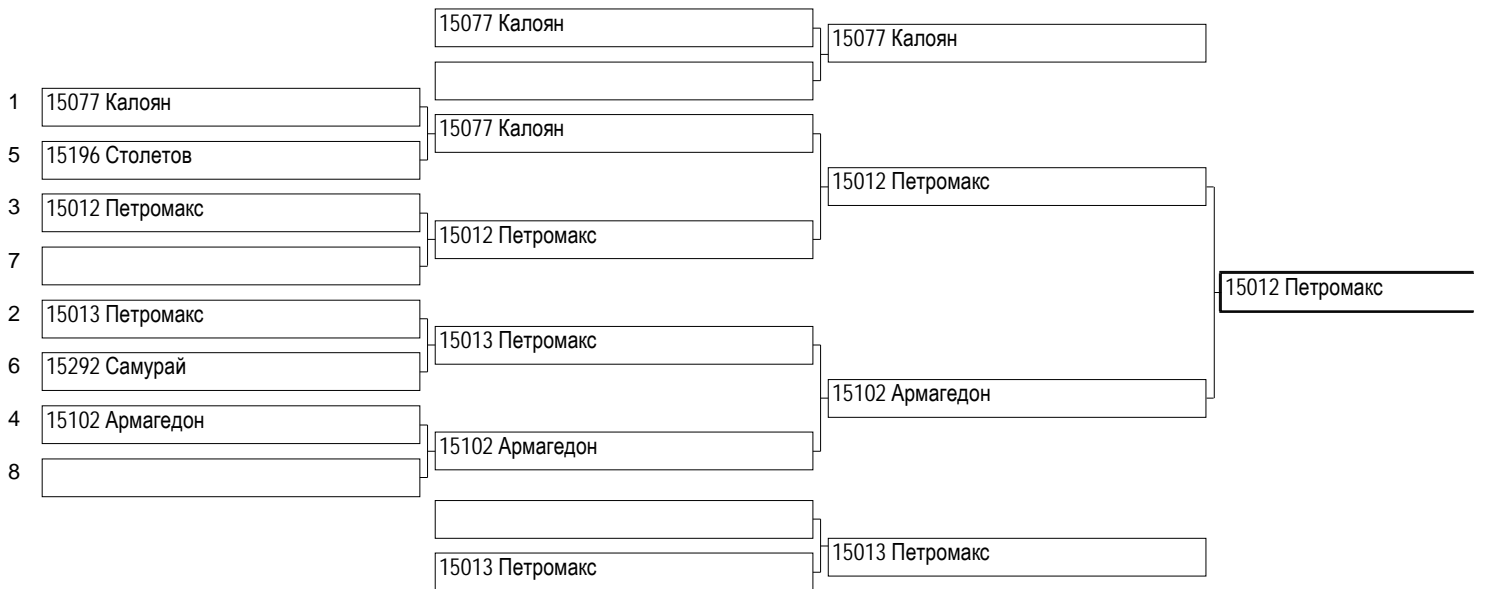 15077 Калоян
15077 Калоян
1 15077 Калоян
15077 Калоян
5 15196 Столетов
15012 Петромакс
3 15012 Петромакс
15012 Петромакс
7
15012 Петромакс
2 15013 Петромакс
15013 Петромакс
6 15292 Самурай
15102 Армагедон
4 15102 Армагедон
15102 Армагедон
8
15013 Петромакс
15013 Петромакс